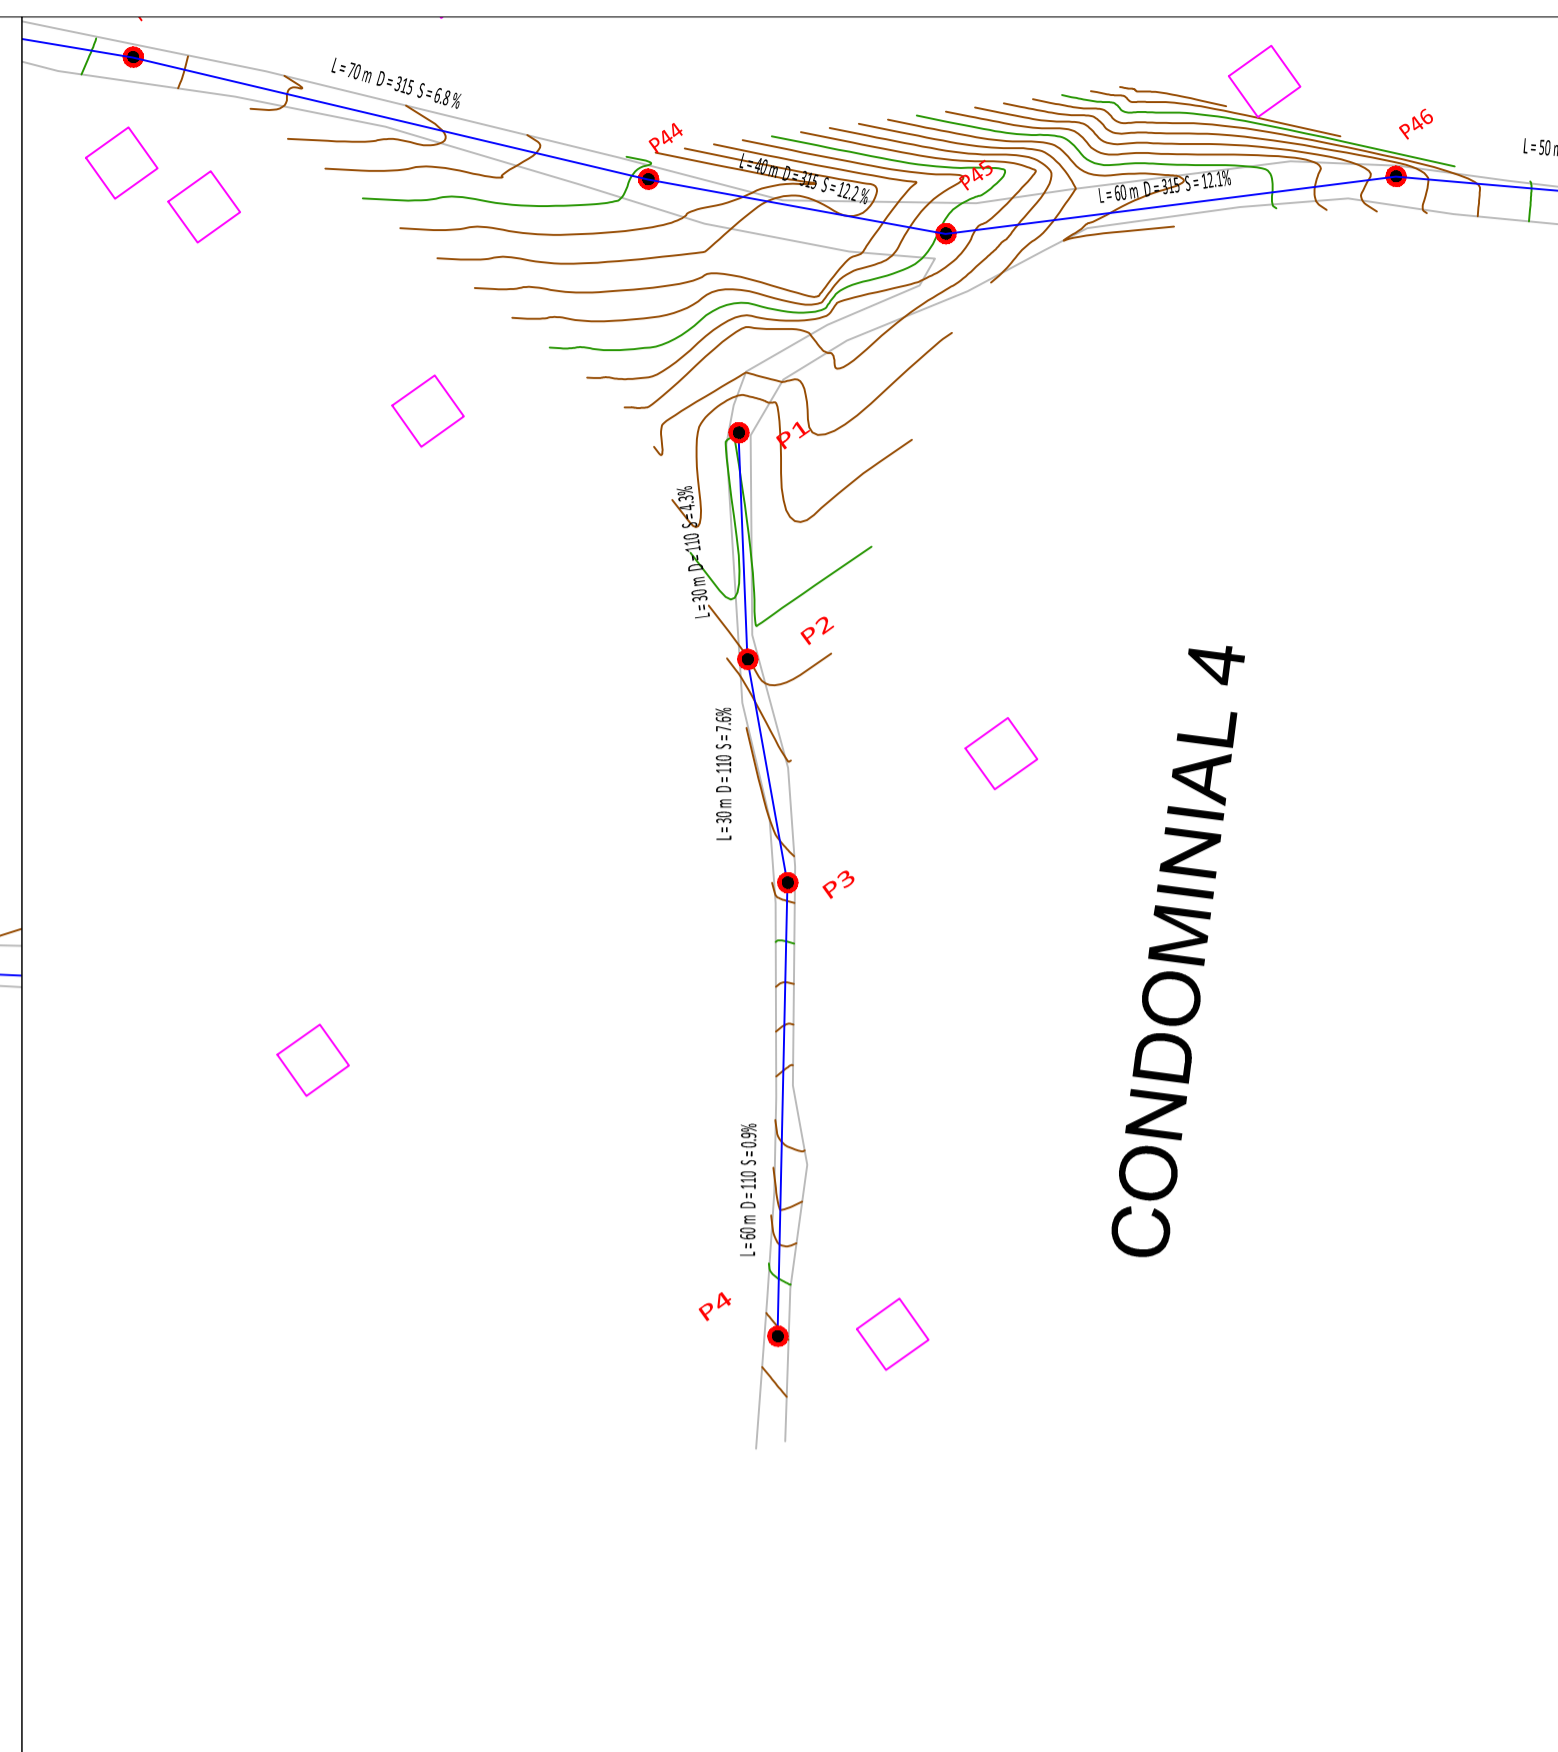 L=70 m D=315 S=6.8%
P44
L=40 m D=315 S=12.2%
P45
L=60 m D=315 S=12.1%
P46
L=50 m
P1
L=30 m D=110 S=4.3%
P2
L=30 m D=110 S=7.6%
P3
CONDOMINIAL 4
L=60 m D=110 S=0.9%
P4